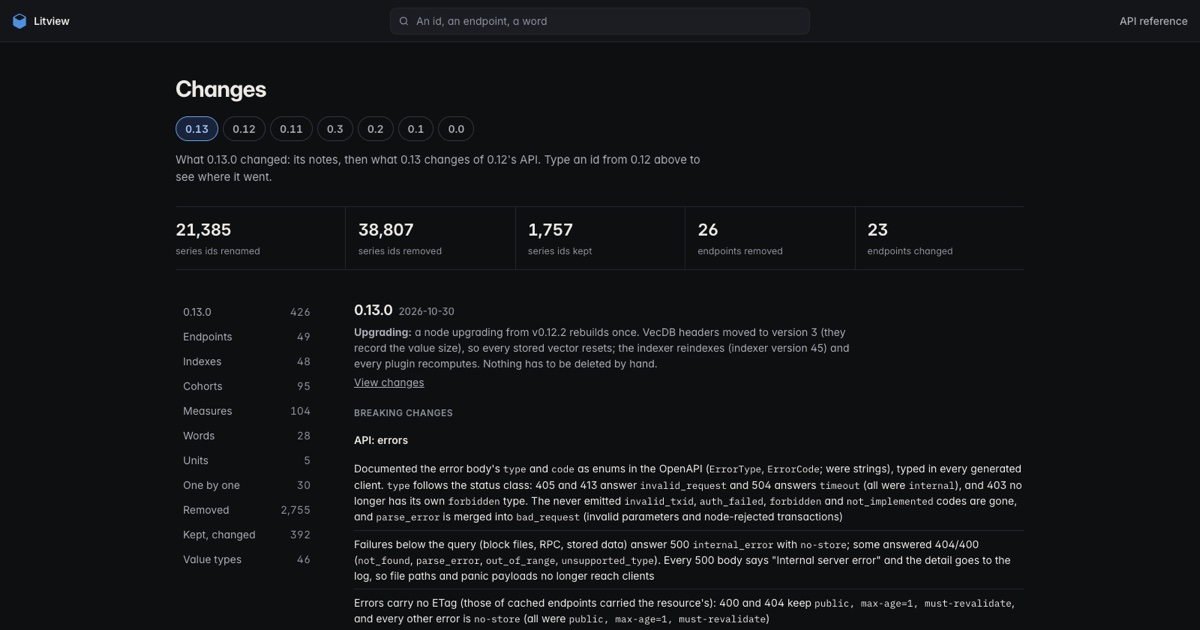 Litview
An id, an endpoint, a word
API reference
Changes
0.13
0.12
0.11
0.3
0.2
0.1
0.0
What 0.13.0 changed: its notes, then what 0.13 changes of 0.12's API. Type an id from 0.12 above to
see where it went.
21,385
series ids renamed
38,807
series ids removed
1,757
series ids kept
26
endpoints removed
23
endpoints changed
0.13.0 426
Endpoints 49
Indexes 48
Cohorts 95
Measures 104
Words 28
Units 5
One by one 30
Removed 2,755
Kept, changed 392
Value types 46
0.13.0 2026-10-30
Upgrading: a node upgrading from v0.12.2 rebuilds once. VecDB headers moved to version 3 (they
record the value size), so every stored vector resets; the indexer reindexes (indexer version 45) and
every plugin recomputes. Nothing has to be deleted by hand.
View changes
BREAKING CHANGES
API: errors
Documented the error body's type and code as enums in the OpenAPI (ErrorType, ErrorCode; were strings), typed in every generated
client. type follows the status class: 405 and 413 answer invalid_request and 504 answers timeout (all were internal), and 403 no
longer has its own forbidden type. The never emitted invalid_txid, auth_failed, forbidden and not_implemented codes are gone,
and parse_error is merged into bad_request (invalid parameters and node-rejected transactions)
Failures below the query (block files, RPC, stored data) answer 500 internal_error with no-store; some answered 404/400
(not_found, parse_error, out_of_range, unsupported_type). Every 500 body says "Internal server error" and the detail goes to the
log, so file paths and panic payloads no longer reach clients
Errors carry no ETag (those of cached endpoints carried the resource's): 400 and 404 keep public, max-age=1, must-revalidate,
and every other error is no-store (all were public, max-age=1, must-revalidate)